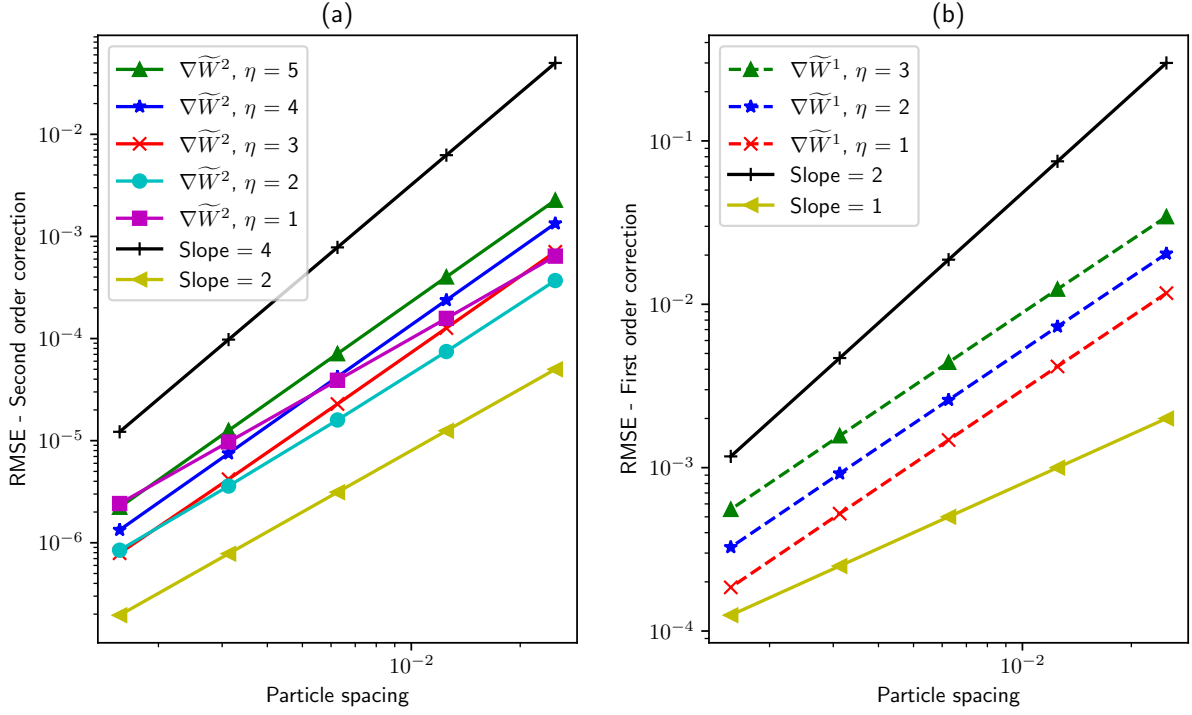 (a)
∇W̃², η = 5
∇W̃², η = 4
∇W̃², η = 3
∇W̃², η = 2
∇W̃², η = 1
Slope = 4
Slope = 2
10⁻²
10⁻³
10⁻⁴
10⁻⁵
10⁻⁶
RMSE - Second order correction
10⁻²
Particle spacing
(b)
∇W̃¹, η = 3
∇W̃¹, η = 2
∇W̃¹, η = 1
Slope = 2
Slope = 1
10⁻¹
10⁻²
10⁻³
10⁻⁴
RMSE - First order correction
10⁻²
Particle spacing